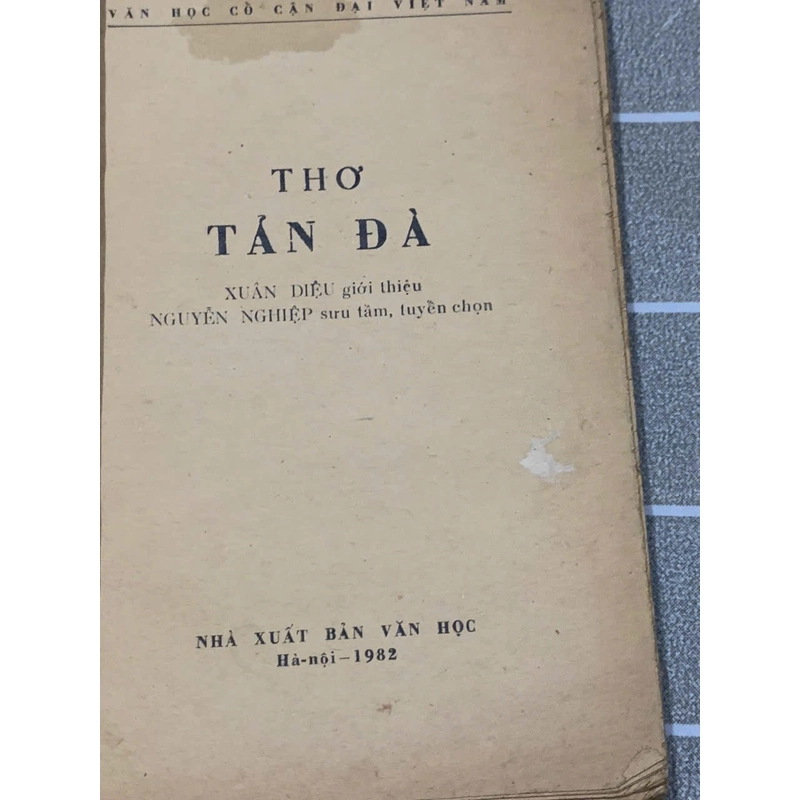 VĂN HỌC CỔ CẬN ĐẠI VIỆT NAM
THƠ
TẢN ĐÀ
XUÂN DIỆU giới thiệu
NGUYỄN NGHIỆP sưu tầm, tuyển chọn
NHÀ XUẤT BẢN VĂN HỌC
Hà-nội — 1982